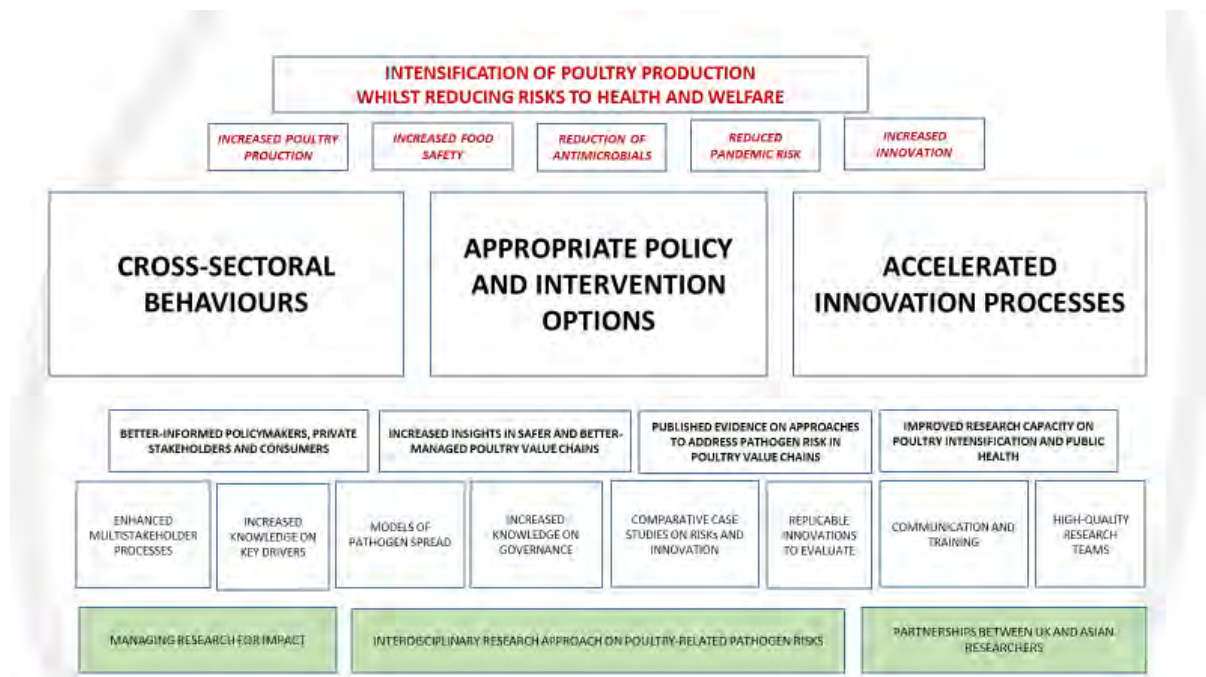 INTENSIFICATION OF POULTRY PRODUCTION
WHILST REDUCING RISKS TO HEALTH AND WELFARE
INCREASED POULTRY
PROUCTION
INCREASED FOOD
SAFETY
REDUCTION OF
ANTIMICROBIALS
REDUCED
PANDEMIC RISK
INCREASED
INNOVATION
CROSS-SECTORAL
BEHAVIOURS
APPROPRIATE POLICY
AND INTERVENTION
OPTIONS
ACCELERATED
INNOVATION PROCESSES
BETTER-INFORMED POLICYMAKERS, PRIVATE
STAKEHOLDERS AND CONSUMERS
INCREASED INSIGHTS IN SAFER AND BETTER-
MANAGED POULTRY VALUE CHAINS
PUBLISHED EVIDENCE ON APPROACHES
TO ADDRESS PATHOGEN RISK IN
POULTRY VALUE CHAINS
IMPROVED RESEARCH CAPACITY ON
POULTRY INTENSIFICATION AND PUBLIC
HEALTH
ENHANCED
MULTISTAKEHOLDER
PROCESSES
INCREASED
KNOWLEDGE ON
KEY DRIVERS
MODELS OF
PATHOGEN SPREAD
INCREASED
KNOWLEDGE ON
GOVERNANCE
COMPARATIVE CASE
STUDIES ON RISKs AND
INNOVATION
REPLICABLE
INNOVATIONS
TO EVALUATE
COMMUNICATION AND
TRAINING
HIGH-QUALITY
RESEARCH
TEAMS
MANAGING RESEARCH FOR IMPACT
INTERDISCIPLINARY RESEARCH APPROACH ON POULTRY-RELATED PATHOGEN RISKS
PARTNERSHIPS BETWEEN UK AND ASIAN
RESEARCHERS